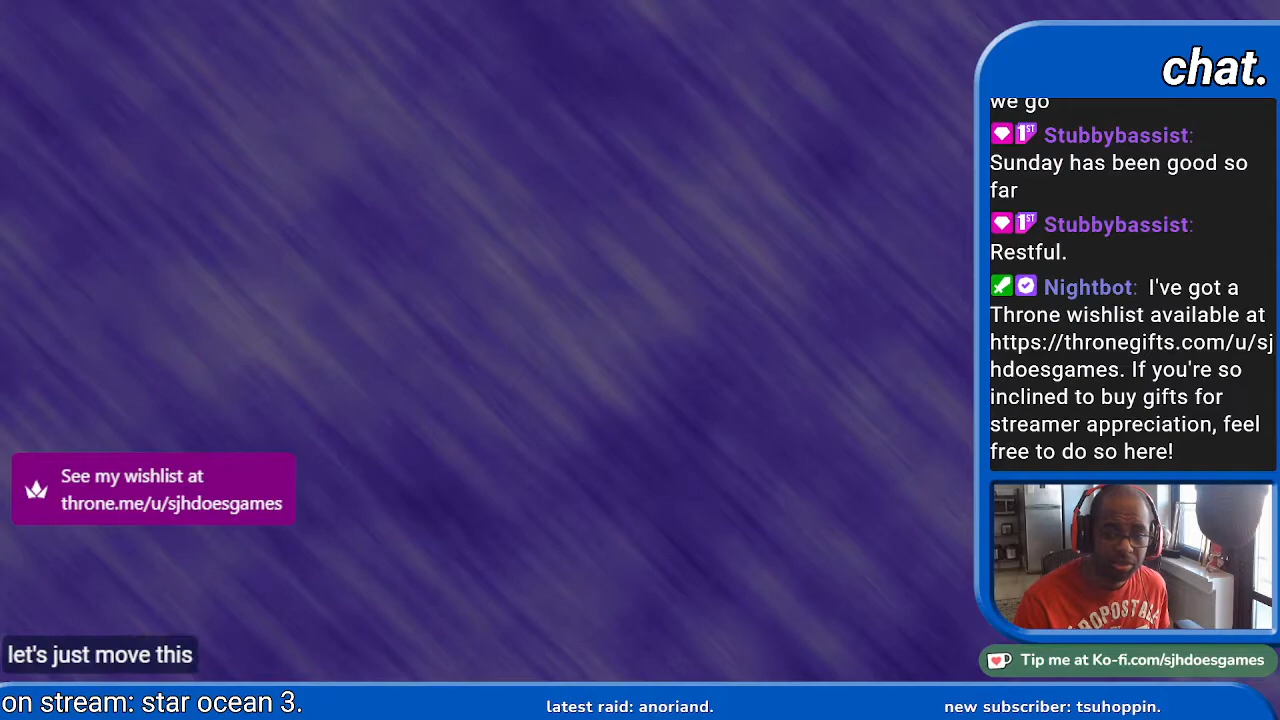 chat.
we go
1ST Stubbybassist:
Sunday has been good so
far
1ST Stubbybassist:
Restful.
Nightbot: I've got a
Throne wishlist available at
https://thronegifts.com/u/sj
hdoesgames. If you're so
inclined to buy gifts for
streamer appreciation, feel
free to do so here!
See my wishlist at
throne.me/u/sjhdoesgames
let's just move this
Tip me at Ko-fi.com/sjhdoesgames
on stream: star ocean 3.
latest raid: anoriand.
new subscriber: tsuhoppin.